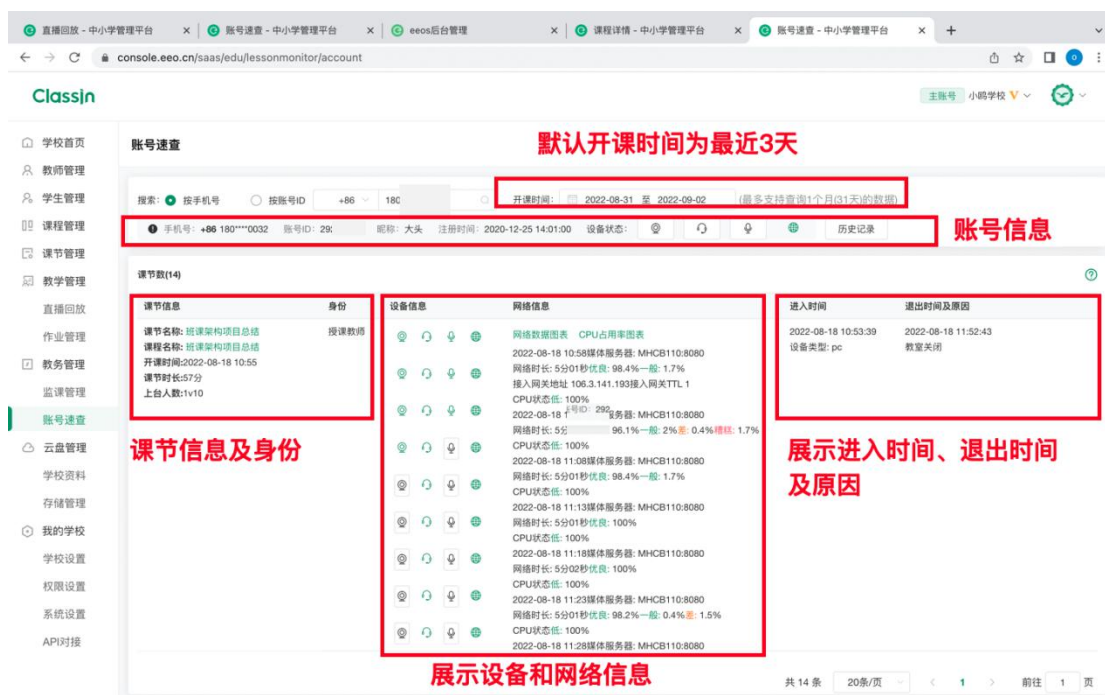 直播回放 - 中小学管理平台 账号速查 - 中小学管理平台 eeos后台管理 课程详情 - 中小学管理平台 账号速查 - 中小学管理平台
console.eeo.cn/saas/edu/lessonmonitor/account
ClassIn 主账号 小鸣学校 V
学校首页
教师管理
学生管理
课程管理
课节管理
教学管理
直播回放
作业管理
教务管理
监课管理
账号速查
云盘管理
学校资料
存储管理
我的学校
学校设置
权限设置
系统设置
API对接
账号速查
默认开课时间为最近3天
搜索: 按手机号 按账号ID +86 180 开课时间: 2022-08-31 至 2022-09-02 (最多支持查询1个月(31天)的数据)
手机号: +86 180****0032 账号ID: 29 昵称: 大头 注册时间: 2020-12-25 14:01:00 设备状态: 历史记录
账号信息
课节数(14)
课节信息 身份
课节名称: 班课架构项目总结 授课教师
课程名称: 班课架构项目总结
开课时间:2022-08-18 10:55
课节时长:57分
上台人数:1v10
课节信息及身份
设备信息 网络信息
网络数据图表 CPU占用率图表
2022-08-18 10:58媒体服务器: MHCB110:8080
网络时长: 5分01秒优良: 98.4%一般: 1.7%
接入网关地址 106.3.141.193接入网关TTL 1
CPU状态低: 100%
号ID: 292
2022-08-18 1 服务器: MHCB110:8080
网络时长: 5分 96.1%一般: 2%差: 0.4%糟糕: 1.7%
CPU状态低: 100%
2022-08-18 11:08媒体服务器: MHCB110:8080
网络时长: 5分01秒优良: 98.4%一般: 1.7%
CPU状态低: 100%
2022-08-18 11:13媒体服务器: MHCB110:8080
网络时长: 5分01秒优良: 100%
CPU状态低: 100%
2022-08-18 11:18媒体服务器: MHCB110:8080
网络时长: 5分02秒优良: 100%
CPU状态低: 100%
2022-08-18 11:23媒体服务器: MHCB110:8080
网络时长: 5分01秒优良: 98.2%一般: 0.4%差: 1.5%
CPU状态低: 100%
2022-08-18 11:28媒体服务器: MHCB110:8080
展示设备和网络信息
进入时间 退出时间及原因
2022-08-18 10:53:39 2022-08-18 11:52:43
设备类型: pc 教室关闭
展示进入时间、退出时间
及原因
共 14 条 20条/页 1 前往 1 页